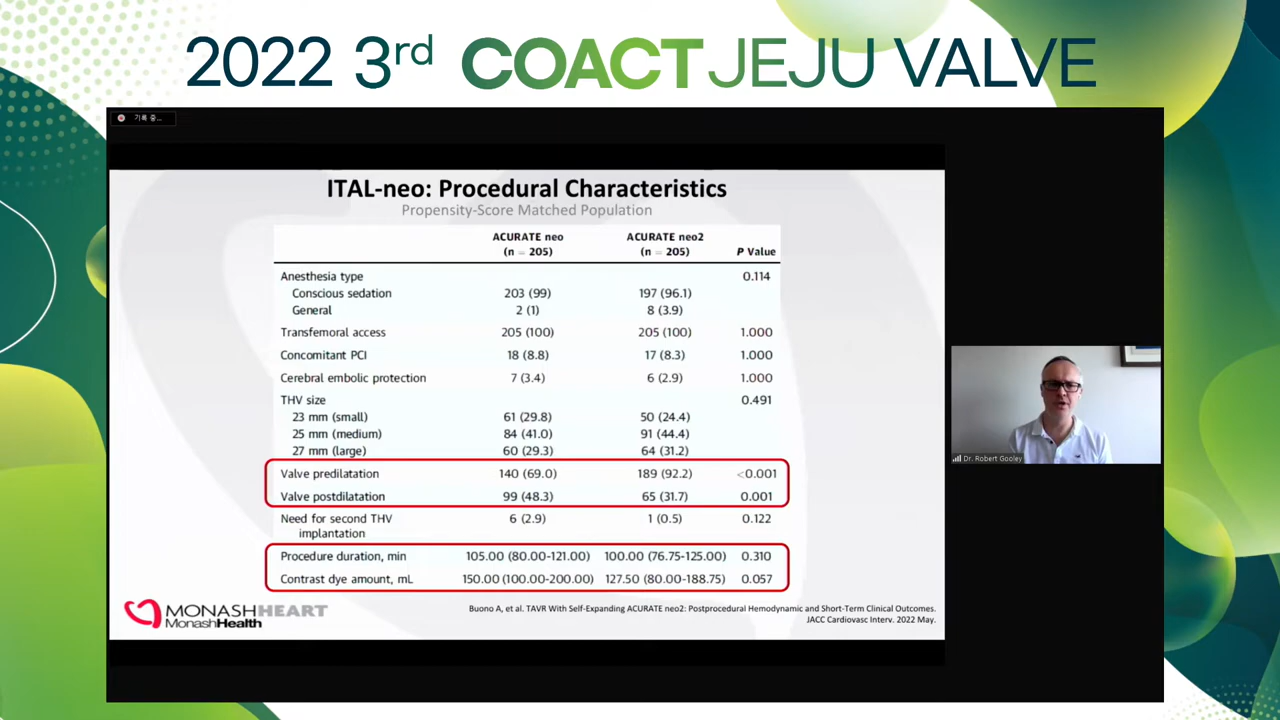 2022 3rd COACT JEJU VALVE
기록 중...
ITAL-neo: Procedural Characteristics
Propensity-Score Matched Population
ACURATE neo (n = 205) ACURATE neo2 (n = 205) P Value
Anesthesia type 0.114
Conscious sedation 203 (99) 197 (96.1)
General 2 (1) 8 (3.9)
Transfemoral access 205 (100) 205 (100) 1.000
Concomitant PCI 18 (8.8) 17 (8.3) 1.000
Cerebral embolic protection 7 (3.4) 6 (2.9) 1.000
THV size 0.491
23 mm (small) 61 (29.8) 50 (24.4)
25 mm (medium) 84 (41.0) 91 (44.4)
27 mm (large) 60 (29.3) 64 (31.2)
Valve predilatation 140 (69.0) 189 (92.2) <0.001
Valve postdilatation 99 (48.3) 65 (31.7) 0.001
Need for second THV 6 (2.9) 1 (0.5) 0.122
implantation
Procedure duration, min 105.00 (80.00-121.00) 100.00 (76.75-125.00) 0.310
Contrast dye amount, mL 150.00 (100.00-200.00) 127.50 (80.00-188.75) 0.057
MONASHHEART
MonashHealth
Buono A, et al. TAVR With Self-Expanding ACURATE neo2: Postprocedural Hemodynamic and Short-Term Clinical Outcomes.
JACC Cardiovasc Interv. 2022 May.
Dr. Robert Gooley